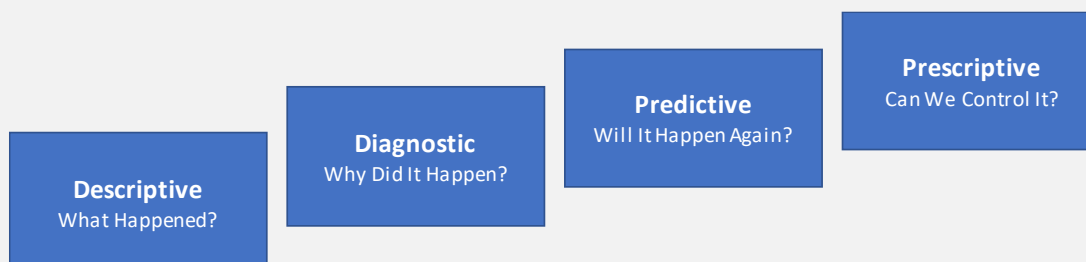 Descriptive
What Happened?
Diagnostic
Why Did It Happen?
Predictive
Will It Happen Again?
Prescriptive
Can We Control It?